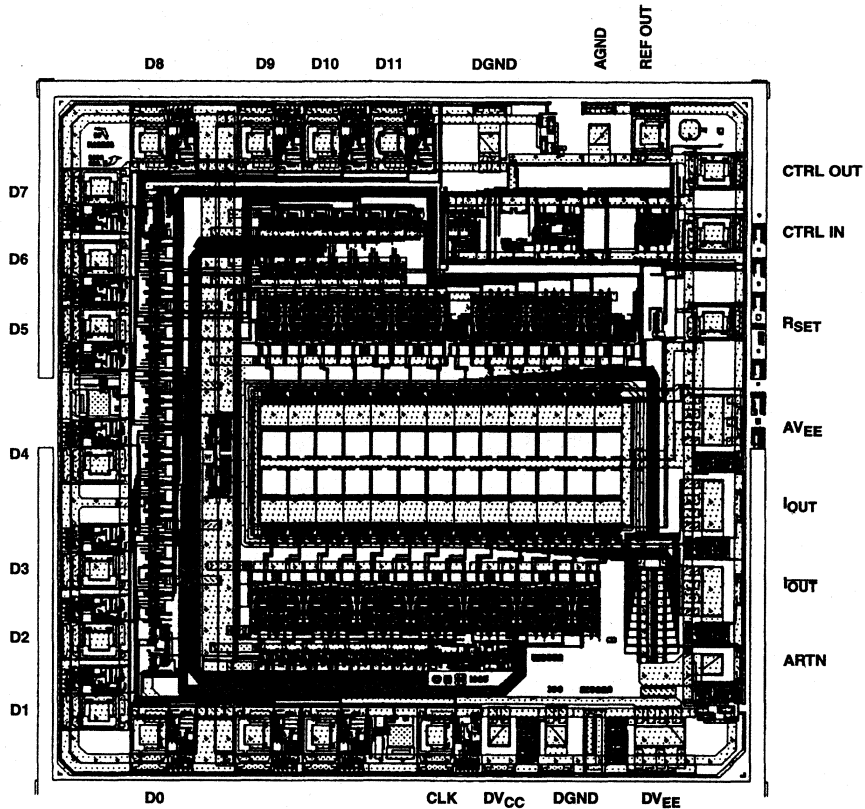 D8 D9 D10 D11 DGND AGND REF OUT
CTRL OUT
D7
CTRL IN
D6
D5
RSET
AVEE
D4
IOUT
D3
IOUT
D2
ARTN
D1
D0 CLK DVCC DGND DVEE